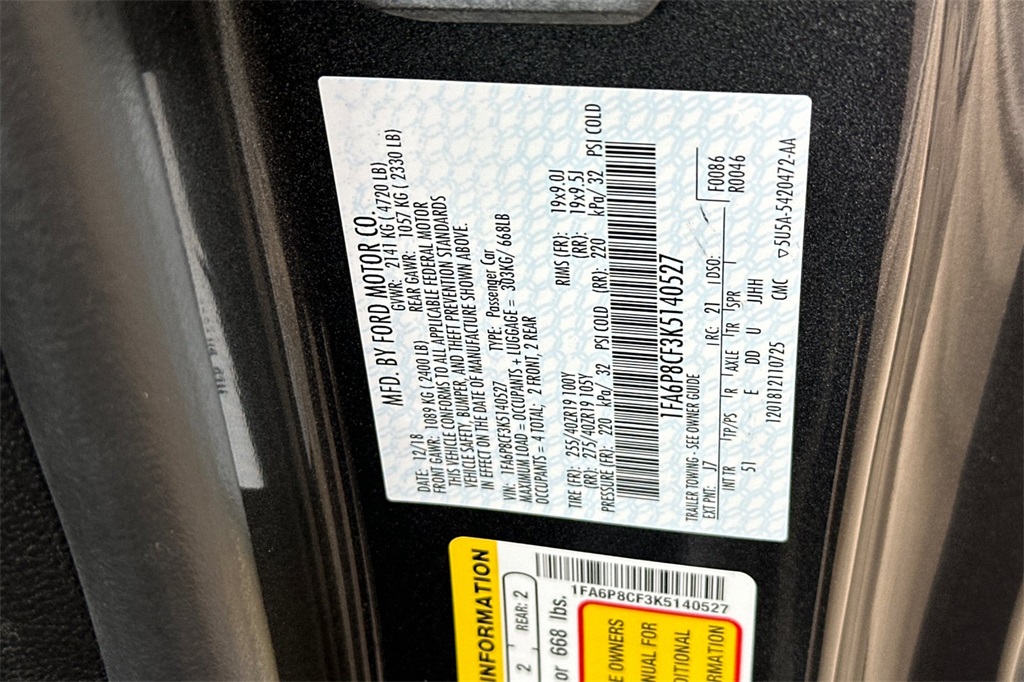 MFD. BY FORD MOTOR CO.
DATE: 12/18 GVWR: 2141 KG ( 4720 LB)
FRONT GAWR: 1089 KG ( 2400 LB) REAR GAWR: 1057 KG ( 2330 LB)
THIS VEHICLE CONFORMS TO ALL APPLICABLE FEDERAL MOTOR
VEHICLE SAFETY, BUMPER, AND THEFT PREVENTION STANDARDS
IN EFFECT ON THE DATE OF MANUFACTURE SHOWN ABOVE.
VIN: 1FA6P8CF3K5140527 TYPE: Passenger Car
MAXIMUM LOAD = OCCUPANTS + LUGGAGE = 303KG/ 668LB
OCCUPANTS = 4 TOTAL; 2 FRONT, 2 REAR
TIRE (FR): 255/40ZR19 100Y RIMS (FR): 19x9.0J
(RR): 275/40ZR19 105Y (RR): 19x9.5J
PRESSURE (FR): 220 kPa/ 32 PSI COLD (RR): 220 kPa/ 32 PSI COLD
1FA6P8CF3K5140527
TRAILER TOWING - SEE OWNER GUIDE
EXT PNT: J7 RC: 21 DSO: F0086
R0046
INT TR TP/PS R AXLE TR SPR
51 E DD U JJHH
1201812110725 CMC ▽5U5A-5420472-AA
INFORMATION
2 REAR: 2
or 668 lbs.
1FA6P8CF3K5140527
E OWNERS
NUAL FOR
DITIONAL
RMATION